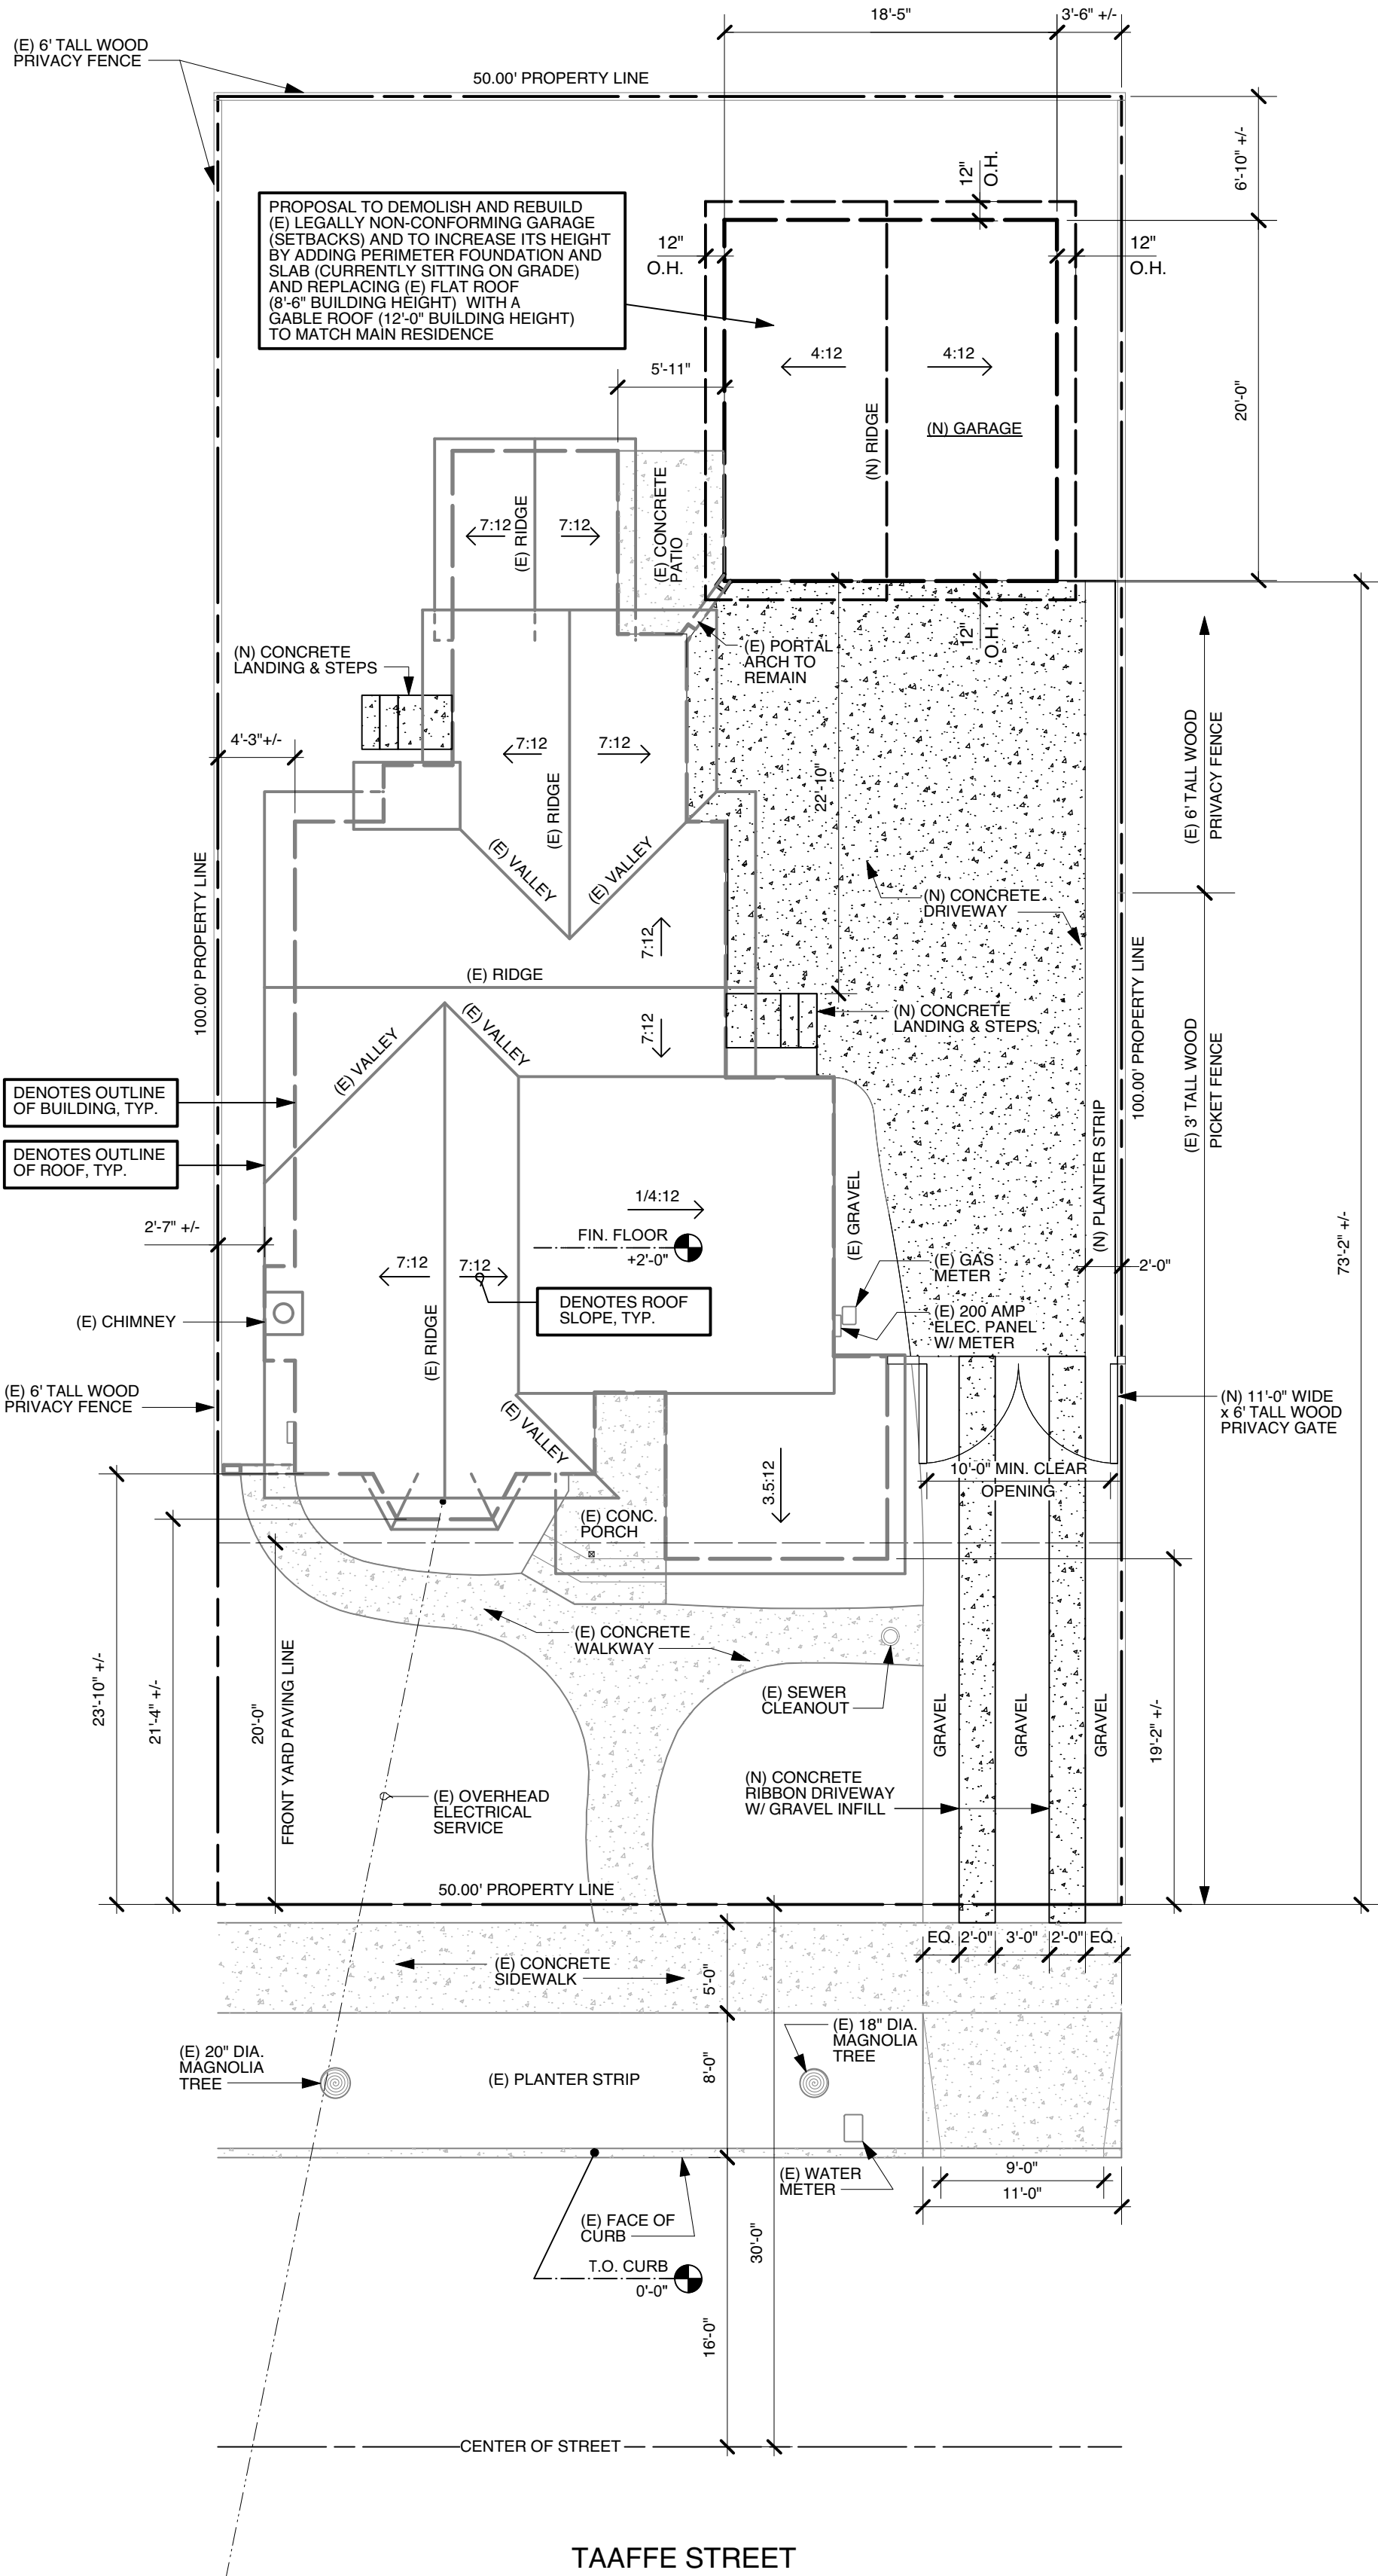 18'-5"
3'-6" +/-
(E) 6' TALL WOOD
PRIVACY FENCE
50.00' PROPERTY LINE
6'-10" +/-
12"
O.H.
PROPOSAL TO DEMOLISH AND REBUILD
(E) LEGALLY NON-CONFORMING GARAGE
(SETBACKS) AND TO INCREASE ITS HEIGHT
BY ADDING PERIMETER FOUNDATION AND
SLAB (CURRENTLY SITTING ON GRADE)
AND REPLACING (E) FLAT ROOF
(8'-6" BUILDING HEIGHT) WITH A
GABLE ROOF (12'-0" BUILDING HEIGHT)
TO MATCH MAIN RESIDENCE
12"
O.H.
12"
O.H.
4:12
4:12
5'-11"
20'-0"
(N) RIDGE
(N) GARAGE
(E) RIDGE
7:12
7:12
(E) CONCRETE
PATIO
12"
O.H.
(E) PORTAL
ARCH TO
REMAIN
(N) CONCRETE
LANDING & STEPS
4'-3"+/-
7:12
7:12
(E) RIDGE
22'-10"
(E) 6' TALL WOOD
PRIVACY FENCE
(E) VALLEY
(E) VALLEY
(N) CONCRETE
DRIVEWAY
100.00' PROPERTY LINE
7:12
(E) RIDGE
100.00' PROPERTY LINE
(N) CONCRETE
LANDING & STEPS
7:12
(E) VALLEY
(E) VALLEY
DENOTES OUTLINE
OF BUILDING, TYP.
DENOTES OUTLINE
OF ROOF, TYP.
(E) 3' TALL WOOD
PICKET FENCE
(N) PLANTER STRIP
1/4:12
(E) GRAVEL
2'-7" +/-
FIN. FLOOR
+2'-0"
7:12
7:12
(E) GAS
METER
2'-0"
73'-2" +/-
DENOTES ROOF
SLOPE, TYP.
(E) 200 AMP
ELEC. PANEL
W/ METER
(E) CHIMNEY
(E) RIDGE
(E) 6' TALL WOOD
PRIVACY FENCE
(E) VALLEY
(N) 11'-0" WIDE
x 6' TALL WOOD
PRIVACY GATE
3.5:12
10'-0" MIN. CLEAR
OPENING
(E) CONC.
PORCH
(E) CONCRETE
WALKWAY
(E) SEWER
CLEANOUT
23'-10" +/-
21'-4" +/-
20'-0"
FRONT YARD PAVING LINE
GRAVEL
GRAVEL
GRAVEL
19'-2" +/-
(E) OVERHEAD
ELECTRICAL
SERVICE
(N) CONCRETE
RIBBON DRIVEWAY
W/ GRAVEL INFILL
50.00' PROPERTY LINE
EQ.
2'-0"
3'-0"
2'-0"
EQ.
(E) CONCRETE
SIDEWALK
5'-0"
(E) 20" DIA.
MAGNOLIA
TREE
(E) PLANTER STRIP
8'-0"
(E) 18" DIA.
MAGNOLIA
TREE
(E) WATER
METER
9'-0"
11'-0"
(E) FACE OF
CURB
T.O. CURB
0'-0"
30'-0"
16'-0"
CENTER OF STREET
TAAFFE STREET